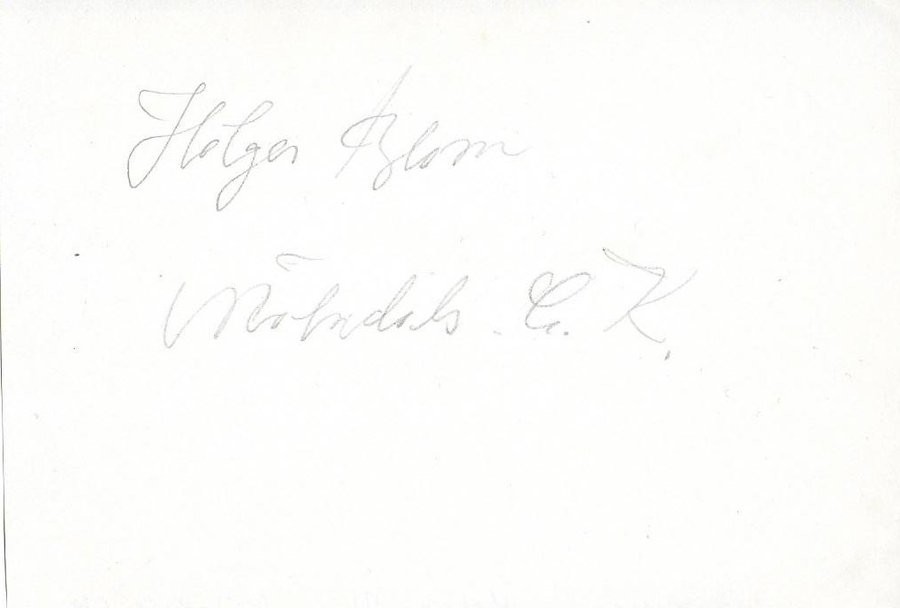 Holger Blom
Mölndals. C. K.